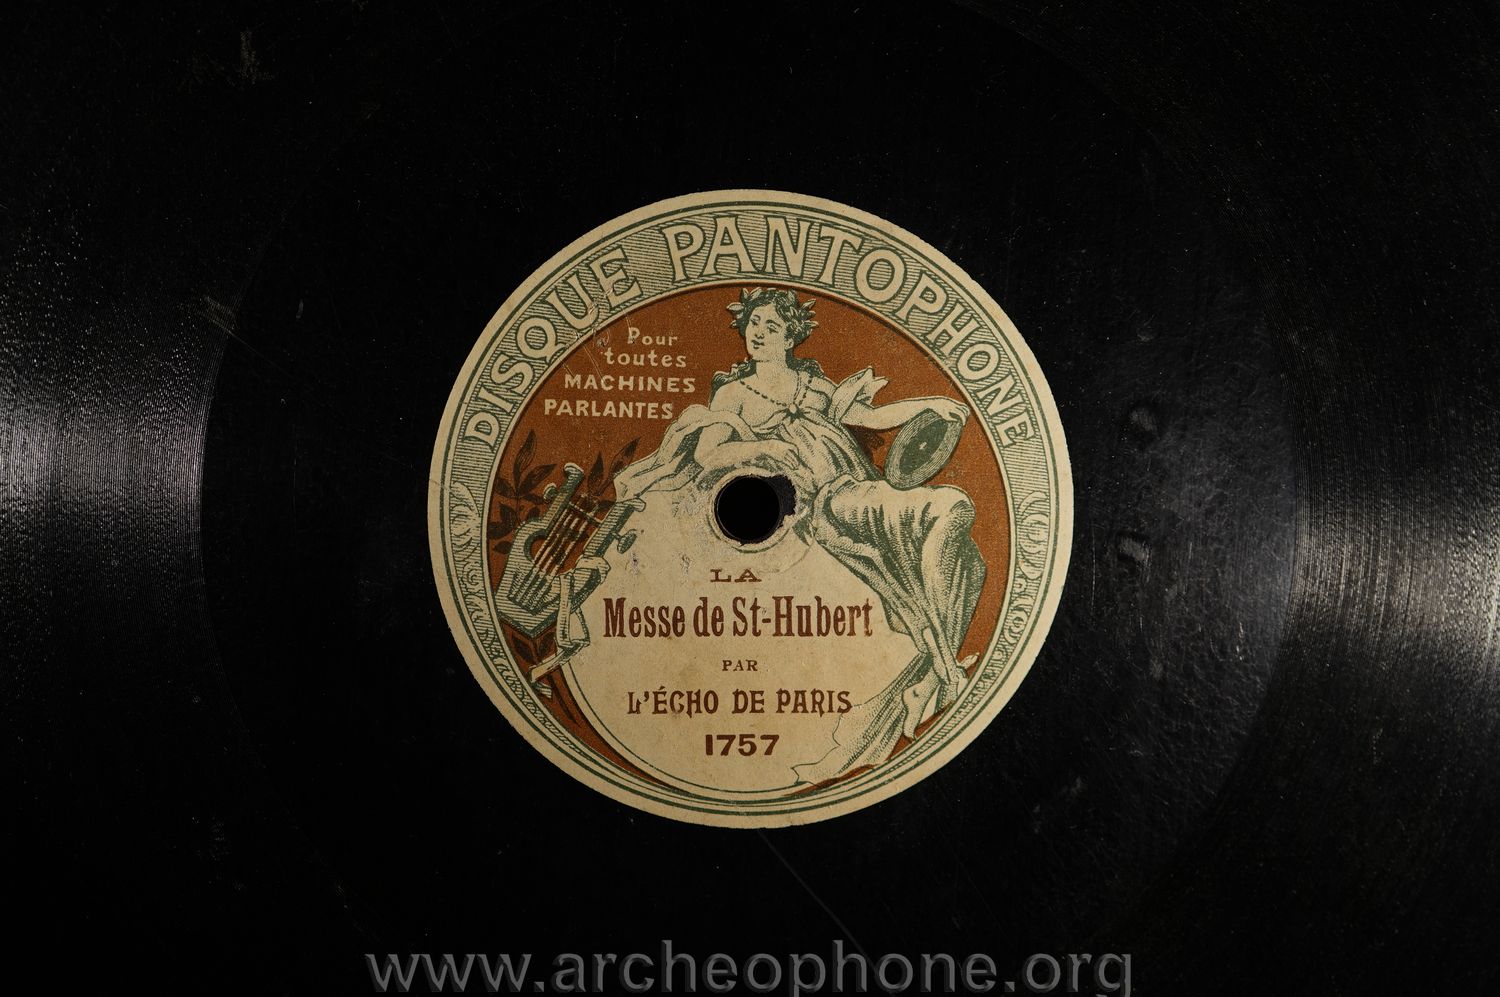 DISQUE PANTOPHONE
Pour
toutes
MACHINES
PARLANTES
LA
Messe de St-Hubert
PAR
L'ÉCHO DE PARIS
1757
www.archeophone.org